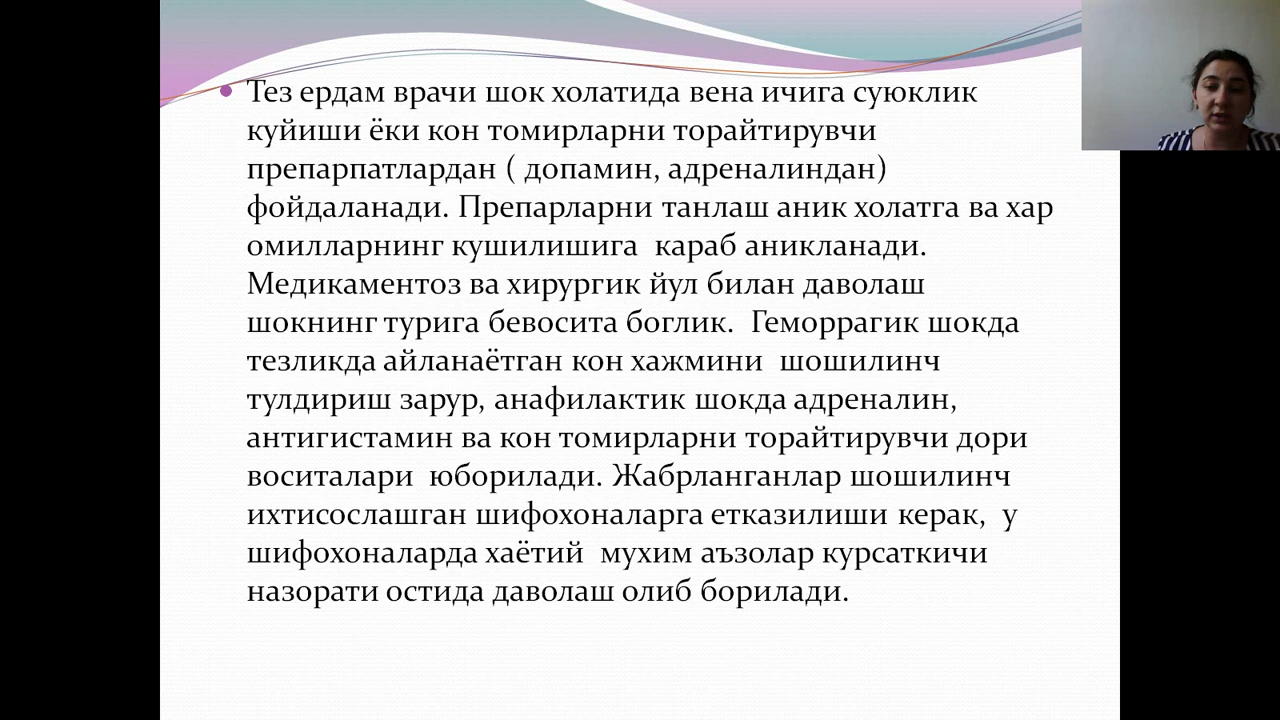 Тез ердам врачи шок холатида вена ичига суюклик
куйиши ёки кон томирларни торайтирувчи
препарпатлардан ( допамин, адреналиндан)
фойдаланади. Препарларни танлаш аник холатга ва хар
омилларнинг кушилишига караб аникланади.
Медикаментоз ва хирургик йул билан даволаш
шокнинг турига бевосита боглик. Геморрагик шокда
тезликда айланаётган кон хажмини шошилинч
тулдириш зарур, анафилактик шокда адреналин,
антигистамин ва кон томирларни торайтирувчи дори
воситалари юборилади. Жабрланганлар шошилинч
ихтисослашган шифохоналарга етказилиши керак, у
шифохоналарда хаётий мухим аъзолар курсаткичи
назорати остида даволаш олиб борилади.